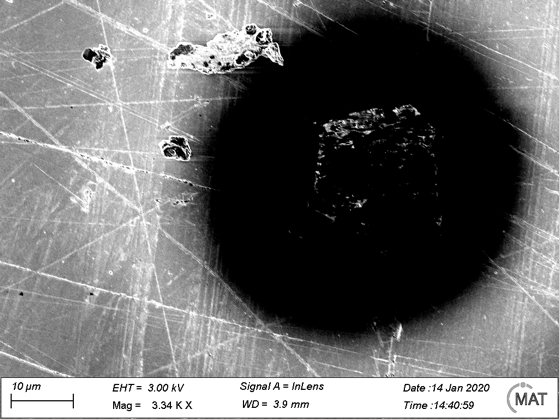 10 µm
EHT = 3.00 kV
Signal A = InLens
Date :14 Jan 2020
Mag = 3.34 K X
WD = 3.9 mm
Time :14:40:59
MAT